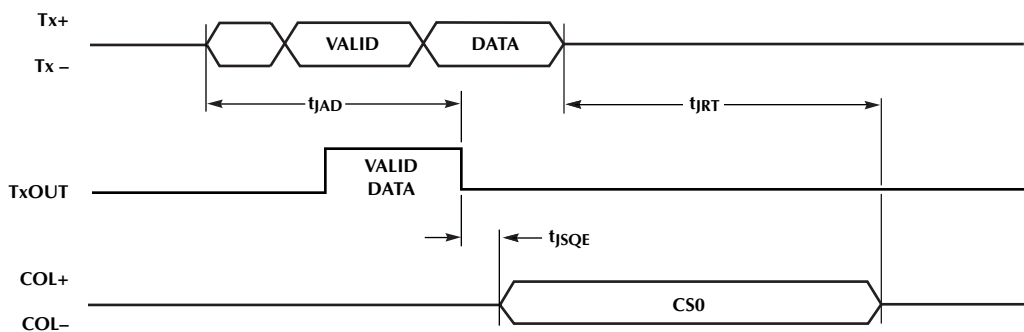 Tx+
VALID DATA
Tx –
tJAD
tJRT
VALID
DATA
TxOUT
tJSQE
COL+
CS0
COL–